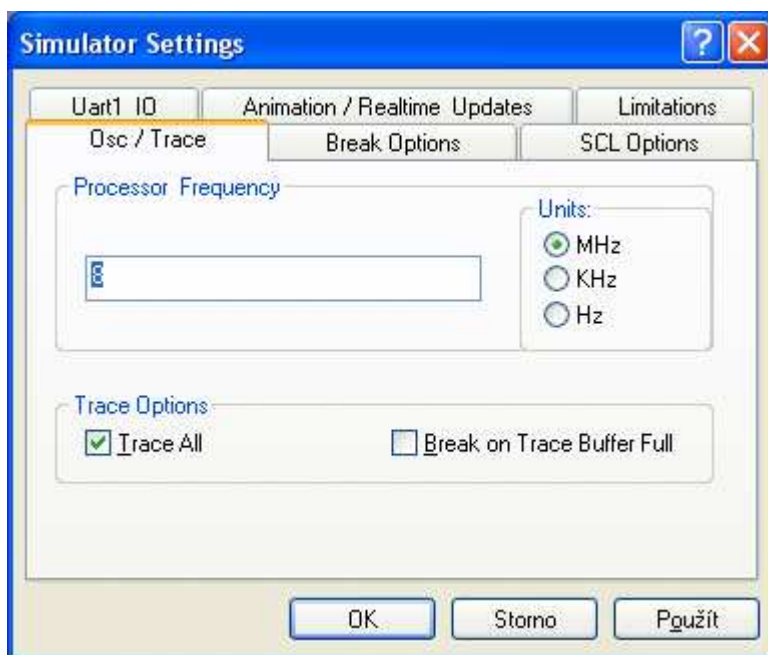 Simulator Settings
Uart1 IO Animation / Realtime Updates Limitations
Osc / Trace Break Options SCL Options
Processor Frequency
Units:
8
MHz
KHz
Hz
Trace Options
Trace All Break on Trace Buffer Full
OK Storno Použít